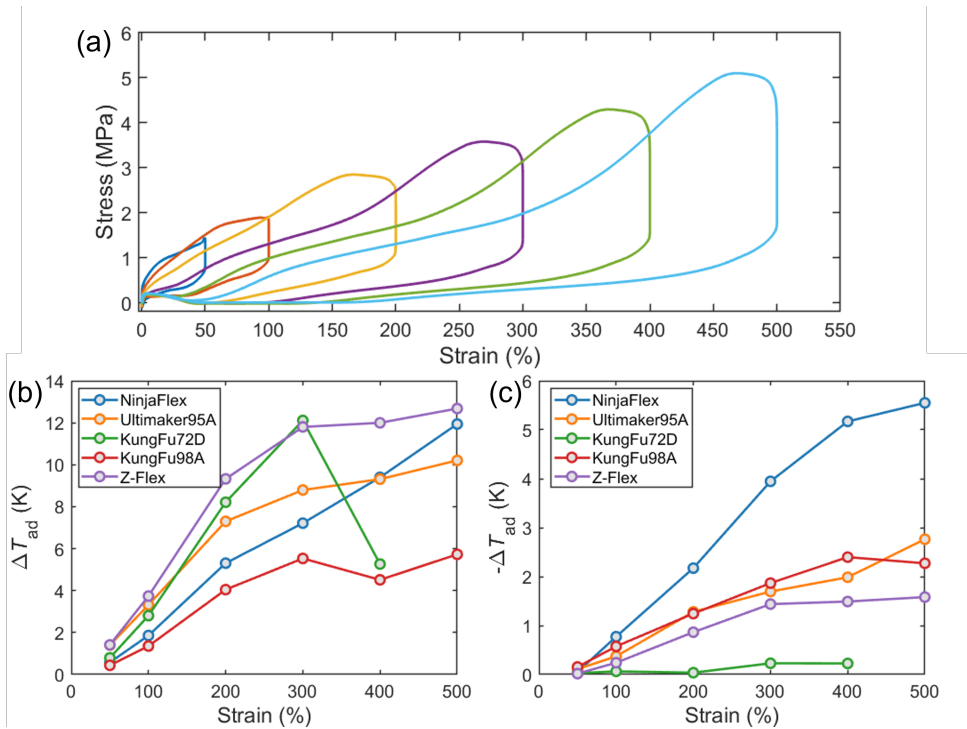 (a)
6
5
4
3
2
1
0
Stress (MPa)
0 50 100 150 200 250 300 350 400 450 500 550
Strain (%)
(b)
14
12
10
8
6
4
2
0
ΔTad (K)
NinjaFlex
Ultimaker95A
KungFu72D
KungFu98A
Z-Flex
0 100 200 300 400 500
Strain (%)
(c)
6
5
4
3
2
1
0
-ΔTad (K)
NinjaFlex
Ultimaker95A
KungFu72D
KungFu98A
Z-Flex
0 100 200 300 400 500
Strain (%)